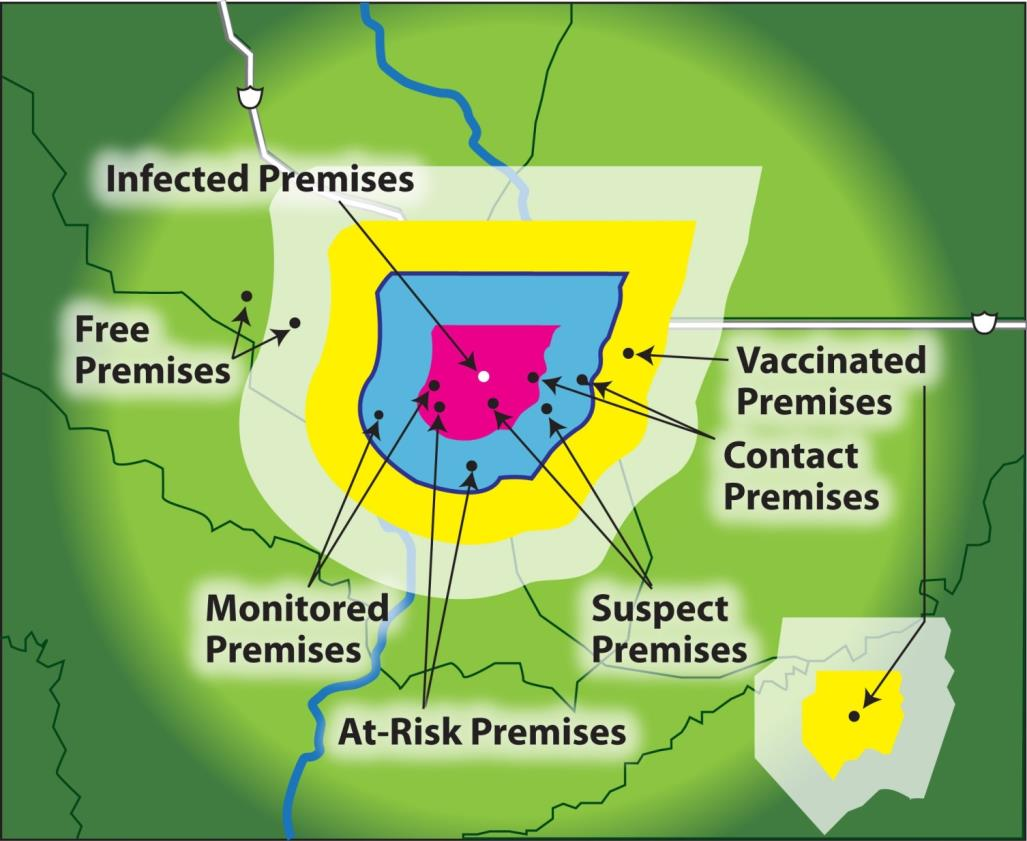 Infected Premises
Free
Premises
Vaccinated
Premises
Contact
Premises
Monitored
Premises
Suspect
Premises
At-Risk Premises